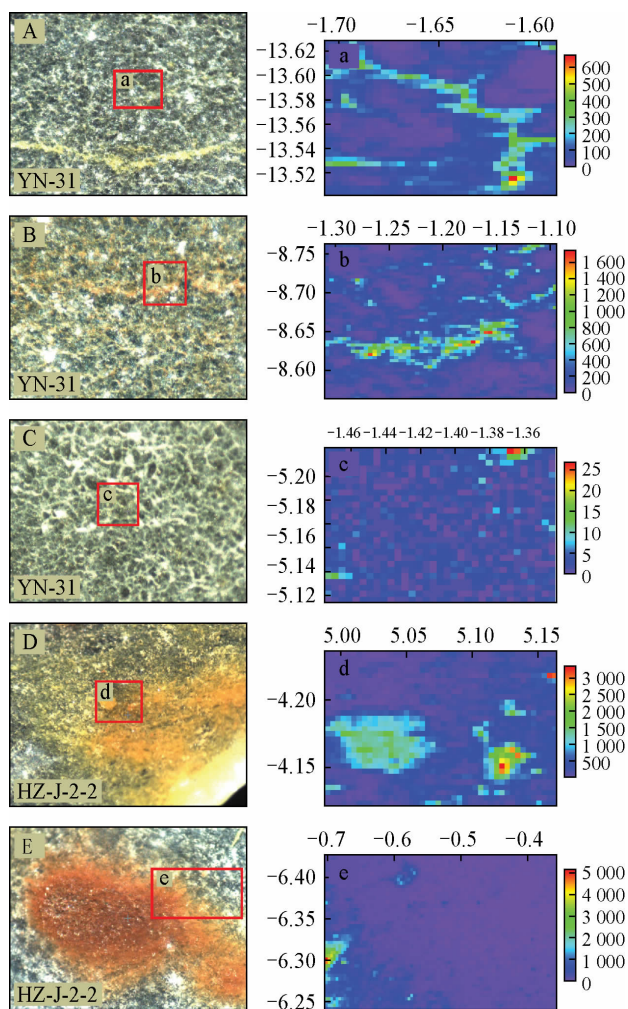 A
a
YN-31
−1.70 −1.65 −1.60
a
−13.62
−13.60
−13.58
−13.56
−13.54
−13.52
600
500
400
300
200
100
0
B
b
YN-31
−1.30 −1.25 −1.20 −1.15 −1.10
b
−8.75
−8.70
−8.65
−8.60
1 600
1 400
1 200
1 000
800
600
400
200
0
C
c
YN-31
−1.46 −1.44 −1.42 −1.40 −1.38 −1.36
c
−5.20
−5.18
−5.16
−5.14
−5.12
25
20
15
10
5
0
D
d
HZ-J-2-2
5.00 5.05 5.10 5.15
d
−4.20
−4.15
3 000
2 500
2 000
1 500
1 000
500
E
e
HZ-J-2-2
−0.7 −0.6 −0.5 −0.4
e
−6.40
−6.35
−6.30
−6.25
5 000
4 000
3 000
2 000
1 000
0